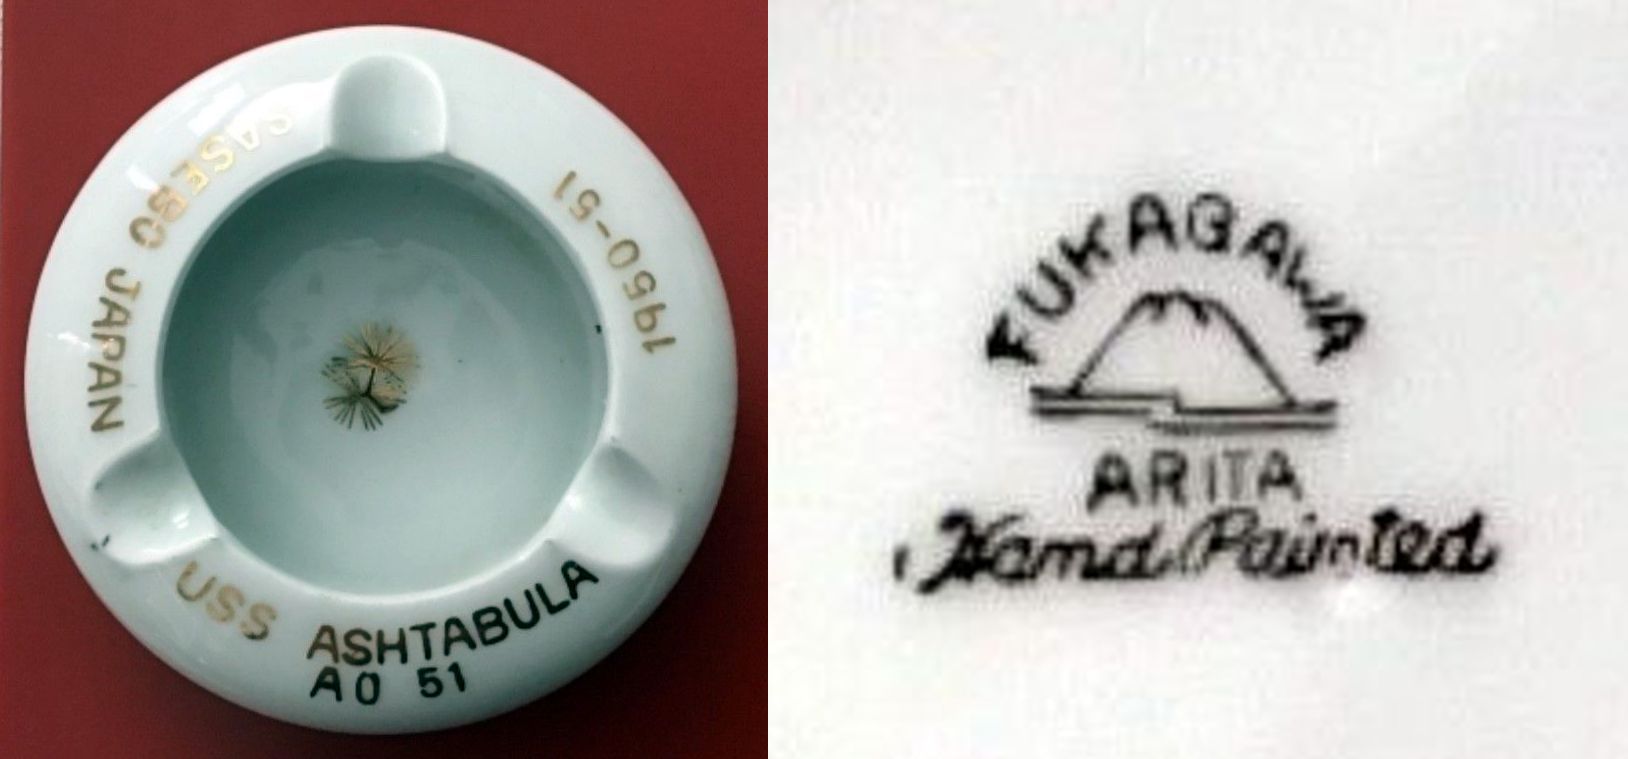 SASEBO JAPAN
1950-51
USS ASHTABULA
AO 51
FUKAGAWA
ARITA
Hand Painted